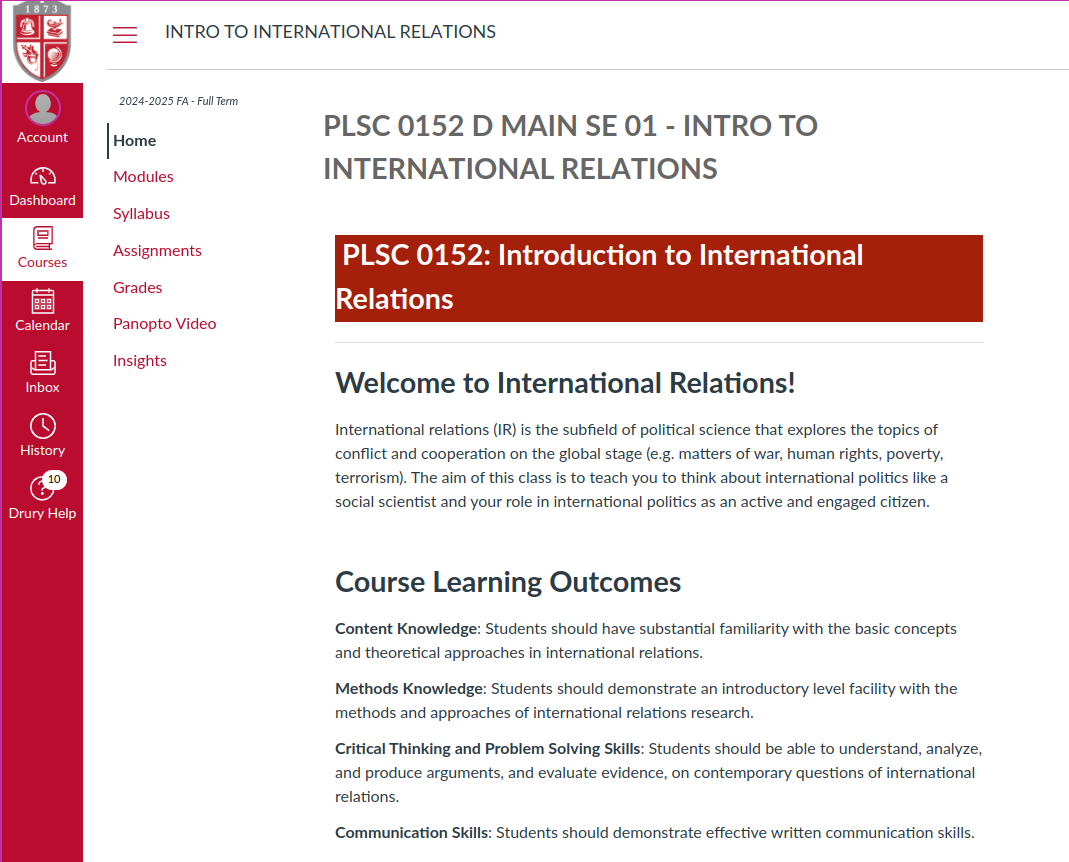 1873
INTRO TO INTERNATIONAL RELATIONS
Account
Dashboard
Courses
Calendar
Inbox
History
10
Drury Help
2024-2025 FA - Full Term
Home
Modules
Syllabus
Assignments
Grades
Panopto Video
Insights
PLSC 0152 D MAIN SE 01 - INTRO TO
INTERNATIONAL RELATIONS
PLSC 0152: Introduction to International
Relations
Welcome to International Relations!
International relations (IR) is the subfield of political science that explores the topics of
conflict and cooperation on the global stage (e.g. matters of war, human rights, poverty,
terrorism). The aim of this class is to teach you to think about international politics like a
social scientist and your role in international politics as an active and engaged citizen.
Course Learning Outcomes
Content Knowledge: Students should have substantial familiarity with the basic concepts
and theoretical approaches in international relations.
Methods Knowledge: Students should demonstrate an introductory level facility with the
methods and approaches of international relations research.
Critical Thinking and Problem Solving Skills: Students should be able to understand, analyze,
and produce arguments, and evaluate evidence, on contemporary questions of international
relations.
Communication Skills: Students should demonstrate effective written communication skills.